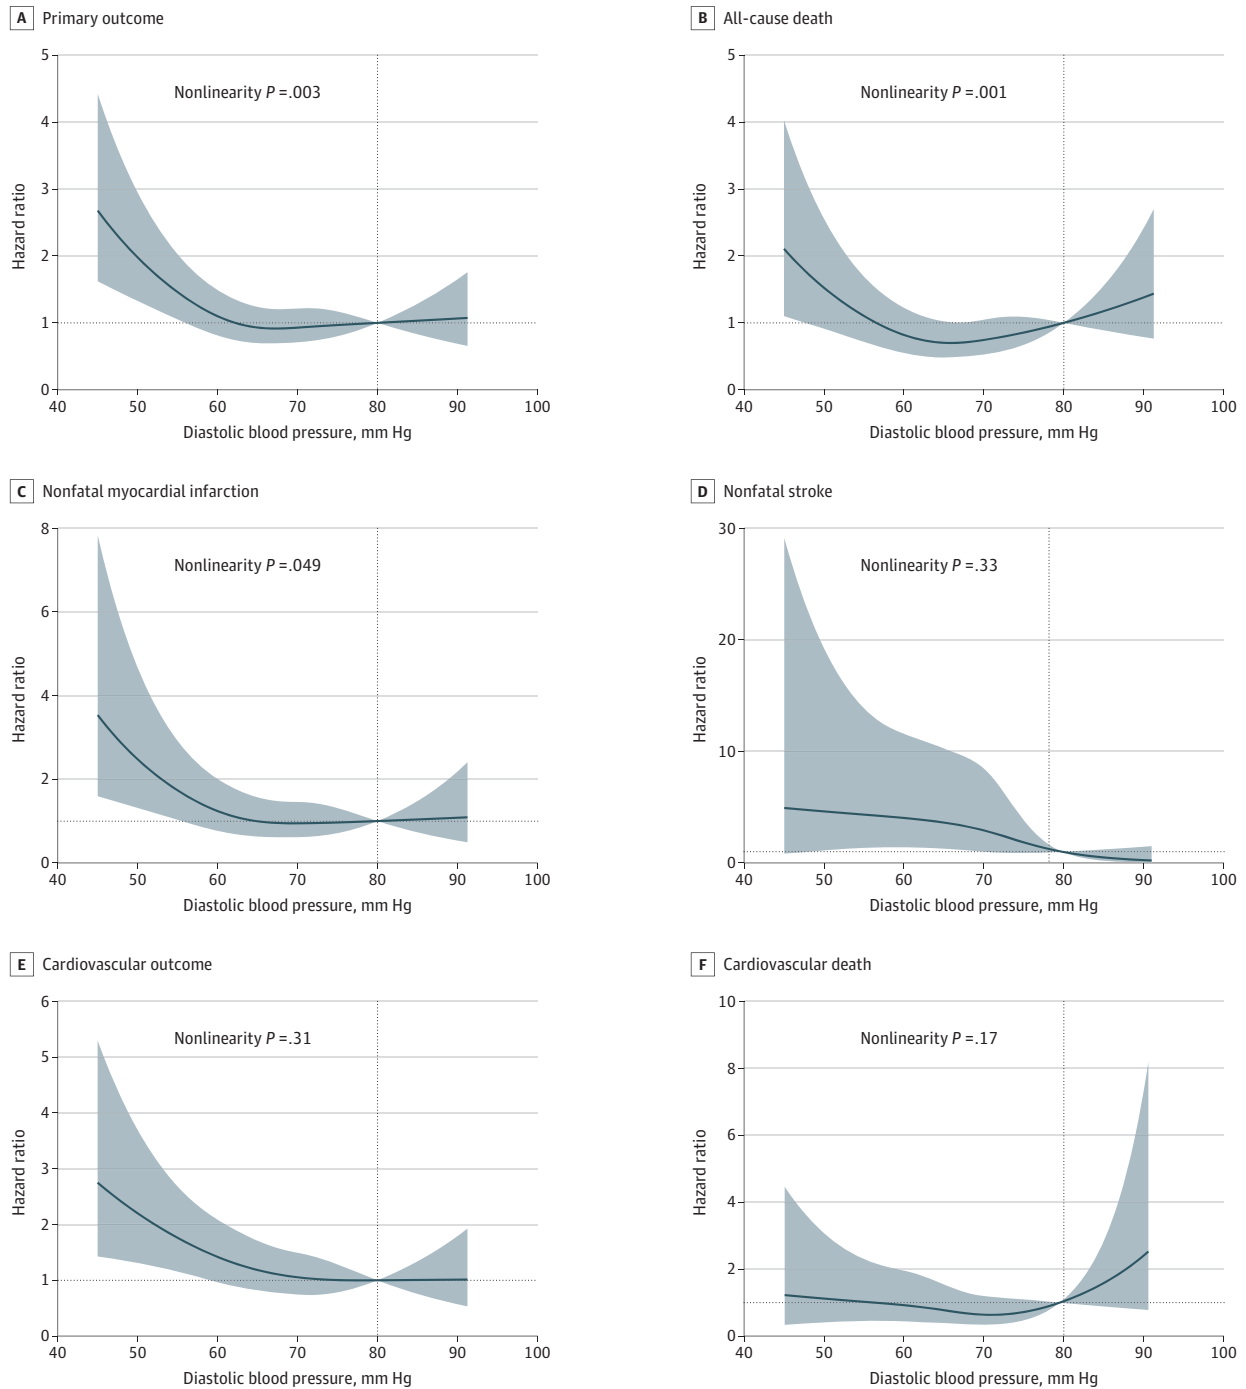 A Primary outcome
5
4
3
2
1
0
Hazard ratio
Nonlinearity P =.003
40 50 60 70 80 90 100
Diastolic blood pressure, mm Hg
B All-cause death
5
4
3
2
1
0
Hazard ratio
Nonlinearity P =.001
40 50 60 70 80 90 100
Diastolic blood pressure, mm Hg
C Nonfatal myocardial infarction
8
6
4
2
0
Hazard ratio
Nonlinearity P =.049
40 50 60 70 80 90 100
Diastolic blood pressure, mm Hg
D Nonfatal stroke
30
20
10
0
Hazard ratio
Nonlinearity P =.33
40 50 60 70 80 90 100
Diastolic blood pressure, mm Hg
E Cardiovascular outcome
6
5
4
3
2
1
0
Hazard ratio
Nonlinearity P =.31
40 50 60 70 80 90 100
Diastolic blood pressure, mm Hg
F Cardiovascular death
10
8
6
4
2
0
Hazard ratio
Nonlinearity P =.17
40 50 60 70 80 90 100
Diastolic blood pressure, mm Hg